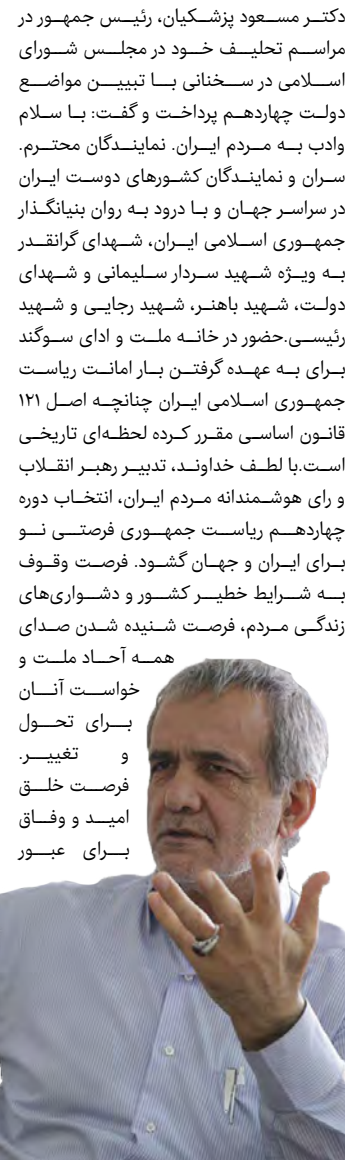 دکتر مسعود پزشکیان، رئیس جمهور در
مراسم تحلیف خود در مجلس شورای
اسلامی در سخنانی با تبیین مواضع
دولت چهاردهم پرداخت و گفت: با سلام
وادب به مردم ایران. نمایندگان محترم.
سران و نمایندگان کشورهای دوست ایران
در سراسر جهان و با درود به روان بنیانگذار
جمهوری اسلامی ایران، شهدای گرانقدر
به ویژه شهید سردار سلیمانی و شهدای
دولت، شهید باهنر، شهید رجایی و شهید
رئیسی.حضور در خانه ملت و ادای سوگند
برای به عهده گرفتن بار امانت ریاست
جمهوری اسلامی ایران چنانچه اصل ۱۲۱
قانون اساسی مقرر کرده لحظه‌ای تاریخی
است.با لطف خداوند، تدبیر رهبر انقلاب
و رای هوشمندانه مردم ایران، انتخاب دوره
چهاردهم ریاست جمهوری فرصتی نو
برای ایران و جهان گشود. فرصت وقوف
به شرایط خطیر کشور و دشواری‌های
زندگی مردم، فرصت شنیده شدن صدای
همه آحاد ملت و
خواست آنان
برای تحول
و تغییر.
فرصت خلق
امید و وفاق
برای عبور